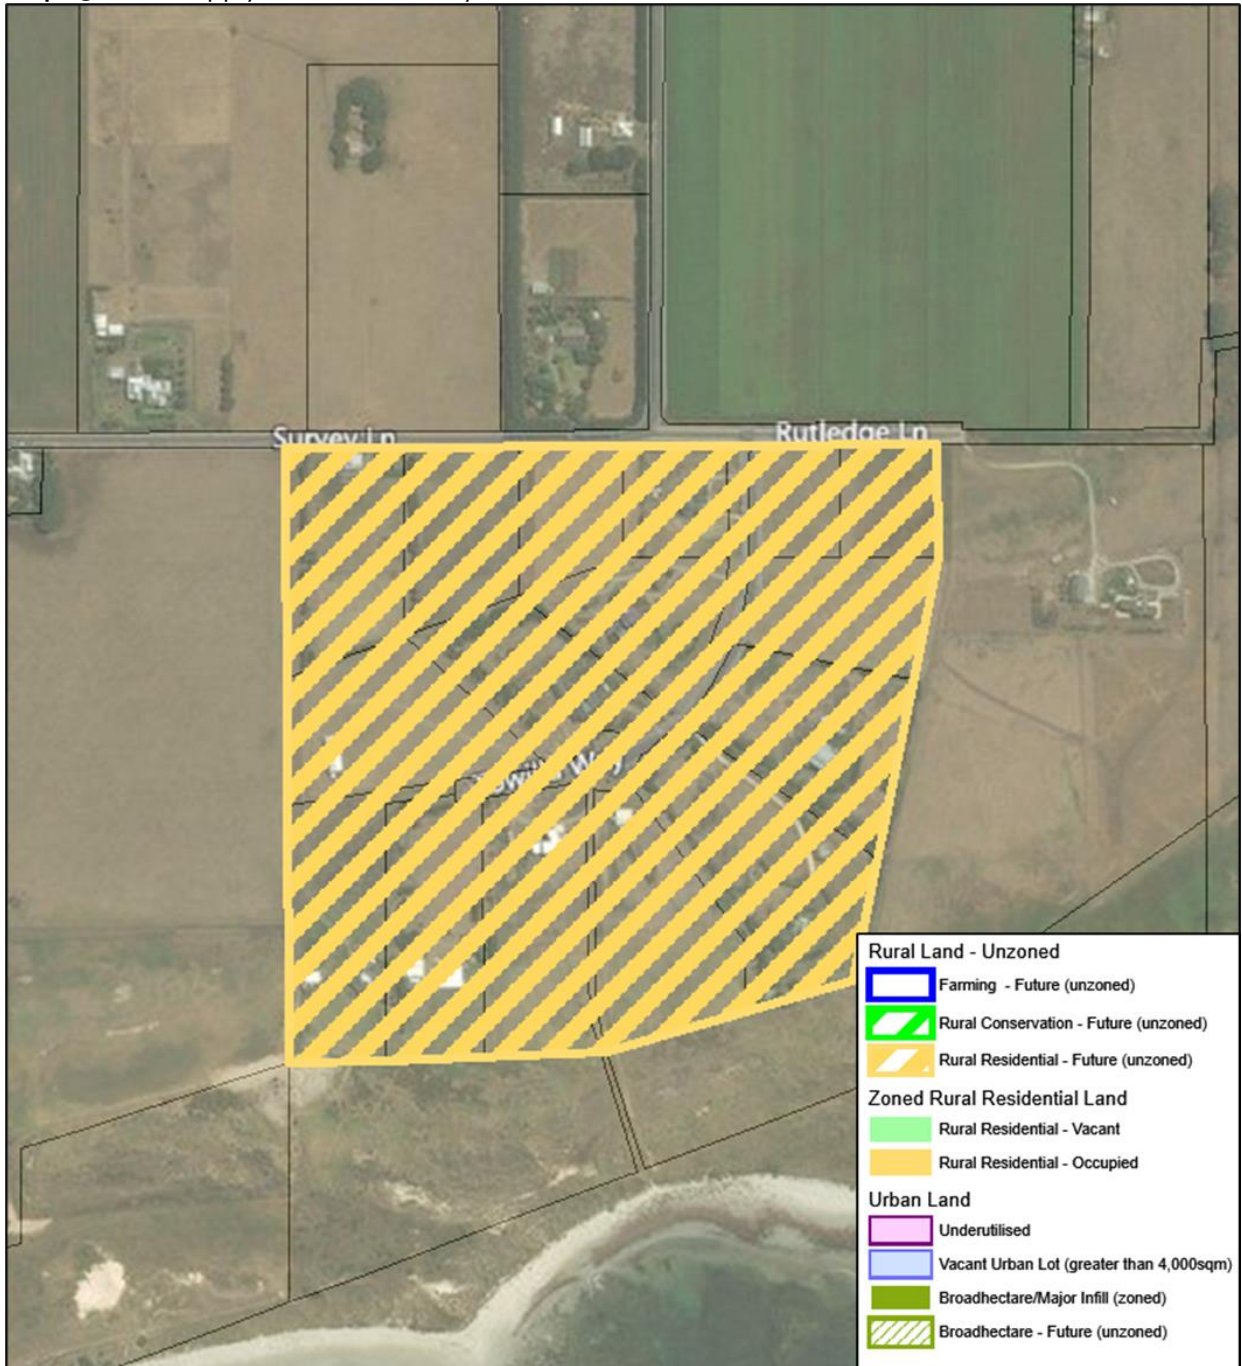 Survey Ln
Rutledge Ln
Way
Rural Land - Unzoned
Farming - Future (unzoned)
Rural Conservation - Future (unzoned)
Rural Residential - Future (unzoned)
Zoned Rural Residential Land
Rural Residential - Vacant
Rural Residential - Occupied
Urban Land
Underutilised
Vacant Urban Lot (greater than 4,000sqm)
Broadhectare/Major Infill (zoned)
Broadhectare - Future (unzoned)